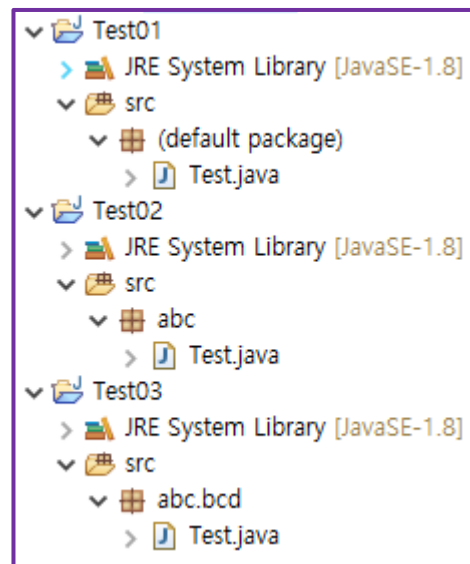 Test01
JRE System Library [JavaSE-1.8]
src
(default package)
Test.java
Test02
JRE System Library [JavaSE-1.8]
src
abc
Test.java
Test03
JRE System Library [JavaSE-1.8]
src
abc.bcd
Test.java